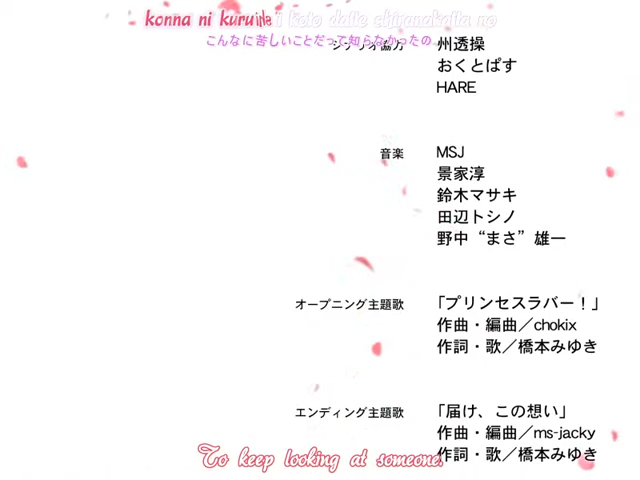 konna ni kurushii koto datte shiranakatta no
こんなに苦しいことだって知らなかったの
シナリオ協力 州透操
おくとぱす
HARE
音楽 MSJ
景家淳
鈴木マサキ
田辺トシノ
野中“まさ”雄一
オープニング主題歌 「プリンセスラバー！」
作曲・編曲／chokix
作詞・歌／橋本みゆき
エンディング主題歌 「届け、この想い」
作曲・編曲／ms-jacky
作詞・歌／橋本みゆき
To keep looking at someone.